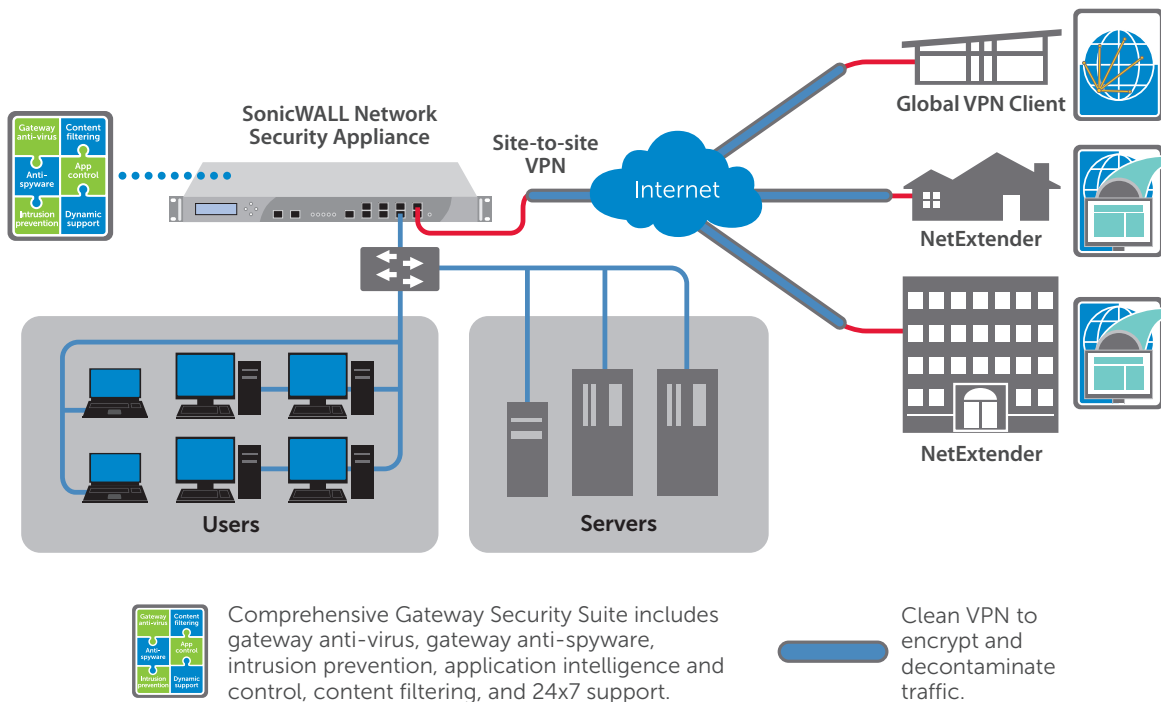 Global VPN Client
SonicWALL Network
Security Appliance
Gateway
anti-virus
Content
filtering
Anti-
spyware
App
control
Intrusion
prevention
Dynamic
support
Site-to-site
VPN
Internet
NetExtender
NetExtender
Users
Servers
Gateway
anti-virus
Content
filtering
Anti-
spyware
App
control
Intrusion
prevention
Dynamic
support
Comprehensive Gateway Security Suite includes
gateway anti-virus, gateway anti-spyware,
intrusion prevention, application intelligence and
control, content filtering, and 24x7 support.
Clean VPN to
encrypt and
decontaminate
traffic.